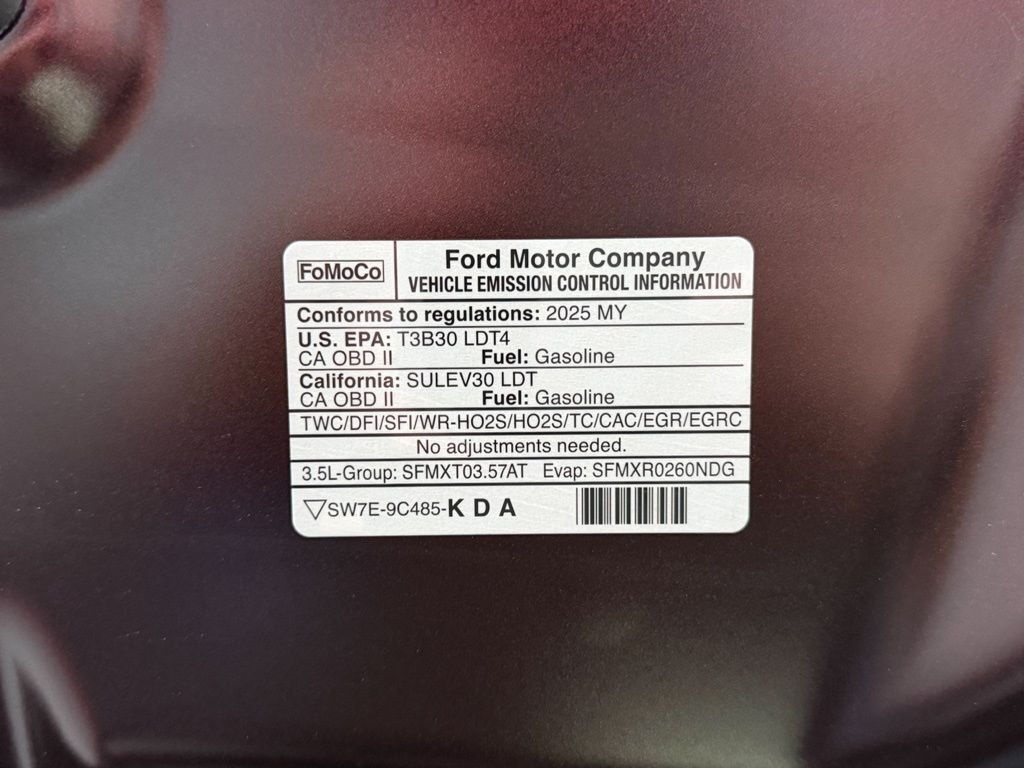 FoMoCo
Ford Motor Company
VEHICLE EMISSION CONTROL INFORMATION
Conforms to regulations: 2025 MY
U.S. EPA: T3B30 LDT4
CA OBD II Fuel: Gasoline
California: SULEV30 LDT
CA OBD II Fuel: Gasoline
TWC/DFI/SFI/WR-HO2S/HO2S/TC/CAC/EGR/EGRC
No adjustments needed.
3.5L-Group: SFMXT03.57AT Evap: SFMXR0260NDG
SW7E-9C485-K D A